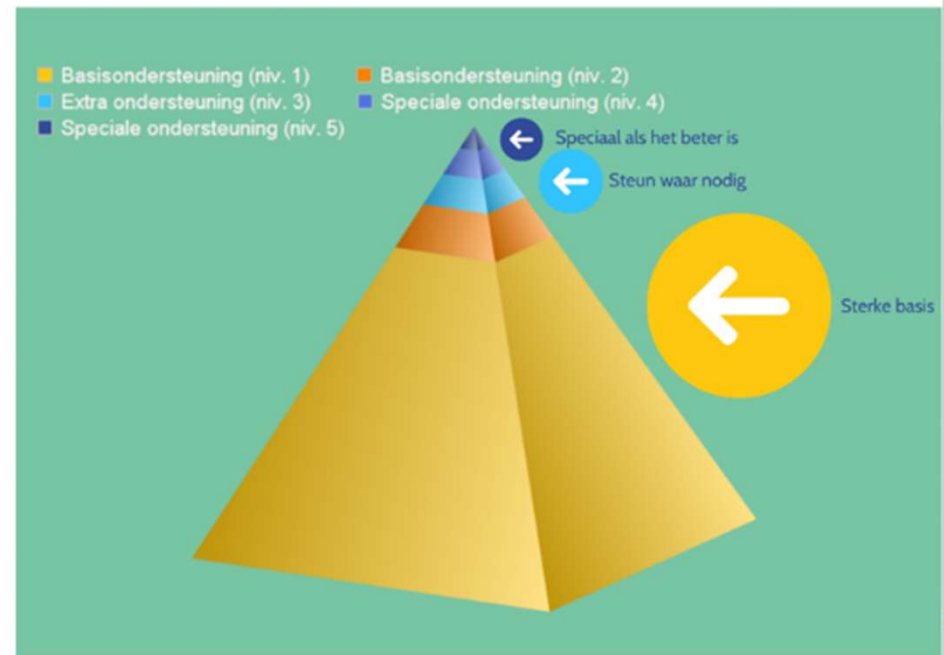 Basisondersteuning (niv. 1)
Basisondersteuning (niv. 2)
Extra ondersteuning (niv. 3)
Speciale ondersteuning (niv. 4)
Speciale ondersteuning (niv. 5)
Speciaal als het beter is
Steun waar nodig
Sterke basis